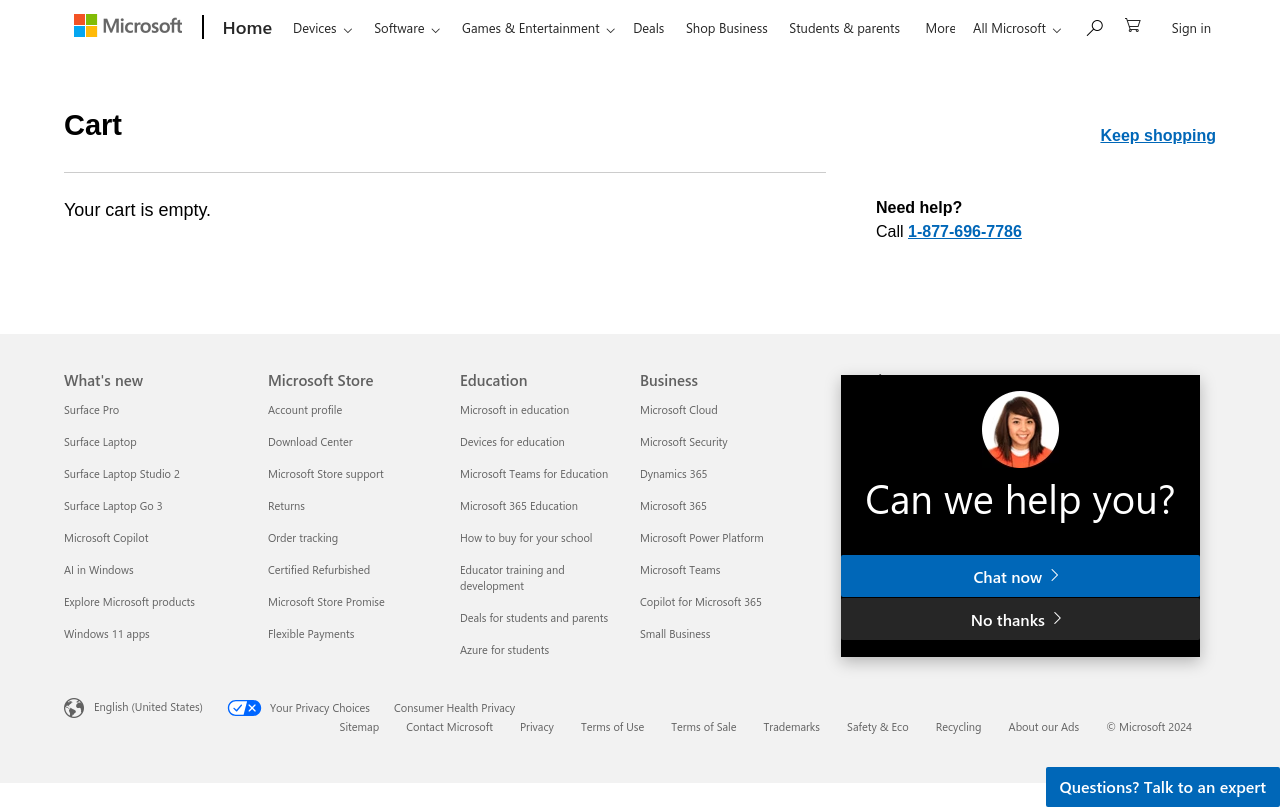 Microsoft
Home
Devices
Software
Games & Entertainment
Deals
Shop Business
Students & parents
More
All Microsoft
Sign in
Cart
Keep shopping
Your cart is empty.
Need help?
Call 1-877-696-7786
What's new
Surface Pro
Surface Laptop
Surface Laptop Studio 2
Surface Laptop Go 3
Microsoft Copilot
AI in Windows
Explore Microsoft products
Windows 11 apps
Microsoft Store
Account profile
Download Center
Microsoft Store support
Returns
Order tracking
Certified Refurbished
Microsoft Store Promise
Flexible Payments
Education
Microsoft in education
Devices for education
Microsoft Teams for Education
Microsoft 365 Education
How to buy for your school
Educator training and
development
Deals for students and parents
Azure for students
Business
Microsoft Cloud
Microsoft Security
Dynamics 365
Microsoft 365
Microsoft Power Platform
Microsoft Teams
Copilot for Microsoft 365
Small Business
Can we help you?
Chat now
No thanks
English (United States)
Your Privacy Choices
Consumer Health Privacy
Sitemap
Contact Microsoft
Privacy
Terms of Use
Terms of Sale
Trademarks
Safety & Eco
Recycling
About our Ads
© Microsoft 2024
Questions? Talk to an expert